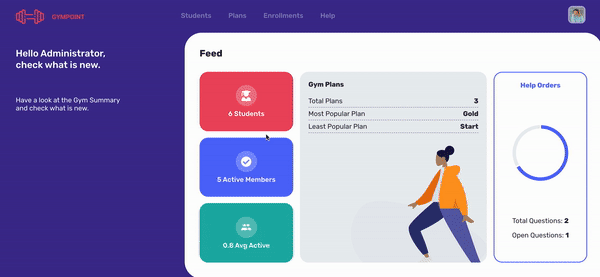 GYMPOINT
Students Plans Enrollments Help
Hello Administrator,
check what is new.
Have a look at the Gym Summary
and check what is new.
Feed
6 Students
5 Active Members
0.8 Avg Active
Gym Plans
Total Plans 3
Most Popular Plan Gold
Least Popular Plan Start
Help Orders
Total Questions: 2
Open Questions: 1